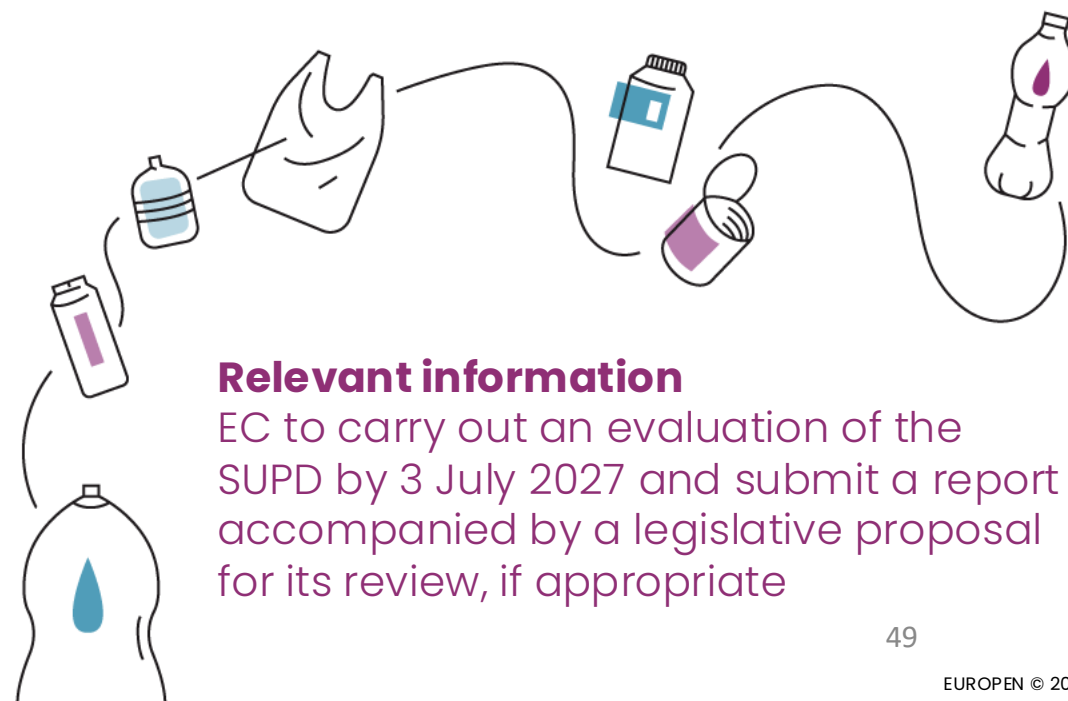 Relevant information
EC to carry out an evaluation of the
SUPD by 3 July 2027 and submit a report
accompanied by a legislative proposal
for its review, if appropriate
49
EUROPEN © 20